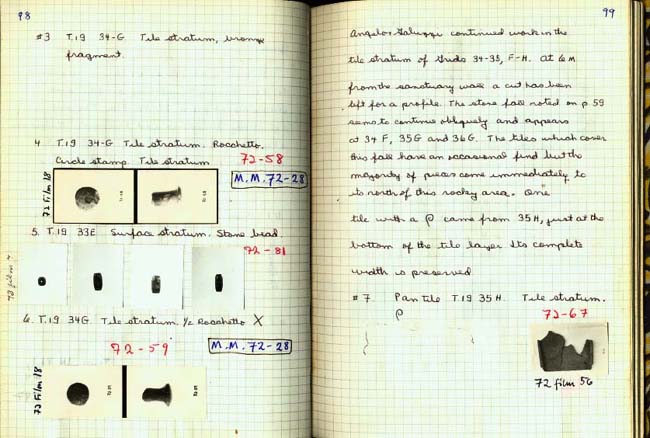 98
#3 T.19 34-G Tile stratum, bronze
fragment.
4. T.19 34-G Tile stratum. Rocchetto.
Circle stamp. Tile stratum
72-58
M.M. 72-28
72 Film 18
5. T.19 33E Surface stratum. Stone bead.
72-81
72 film 7
6. T.19 34G. Tile stratum. 1/2 Rocchetto X
72-59
M.M. 72-28
72 Film 18
99
Angelo + Galuzzi continued work in the
tile stratum of Grids 34-35, F-H. At 6 M
from the sanctuary wall a cut has been
left for a profile. The stone fall noted on p 59
seems to continue obliquely and appears
at 34 F, 35G and 36G. The tiles which cover
this fall have an occasional find but the
majority of pieces come immediately to
its north of this rocky area. One
tile with a ρ came from 35H, just at the
bottom of the tile layer Its complete
width is preserved
#7 Pan tile T.19 35H. Tile stratum.
ρ
72-67
72 film 56